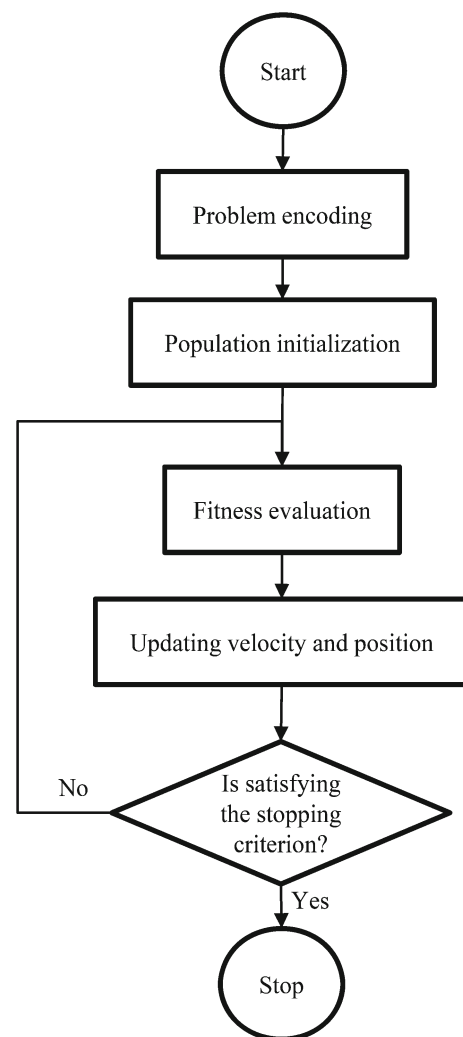 Start
Problem encoding
Population initialization
Fitness evaluation
Updating velocity and position
Is satisfying
the stopping
criterion?
No
Yes
Stop